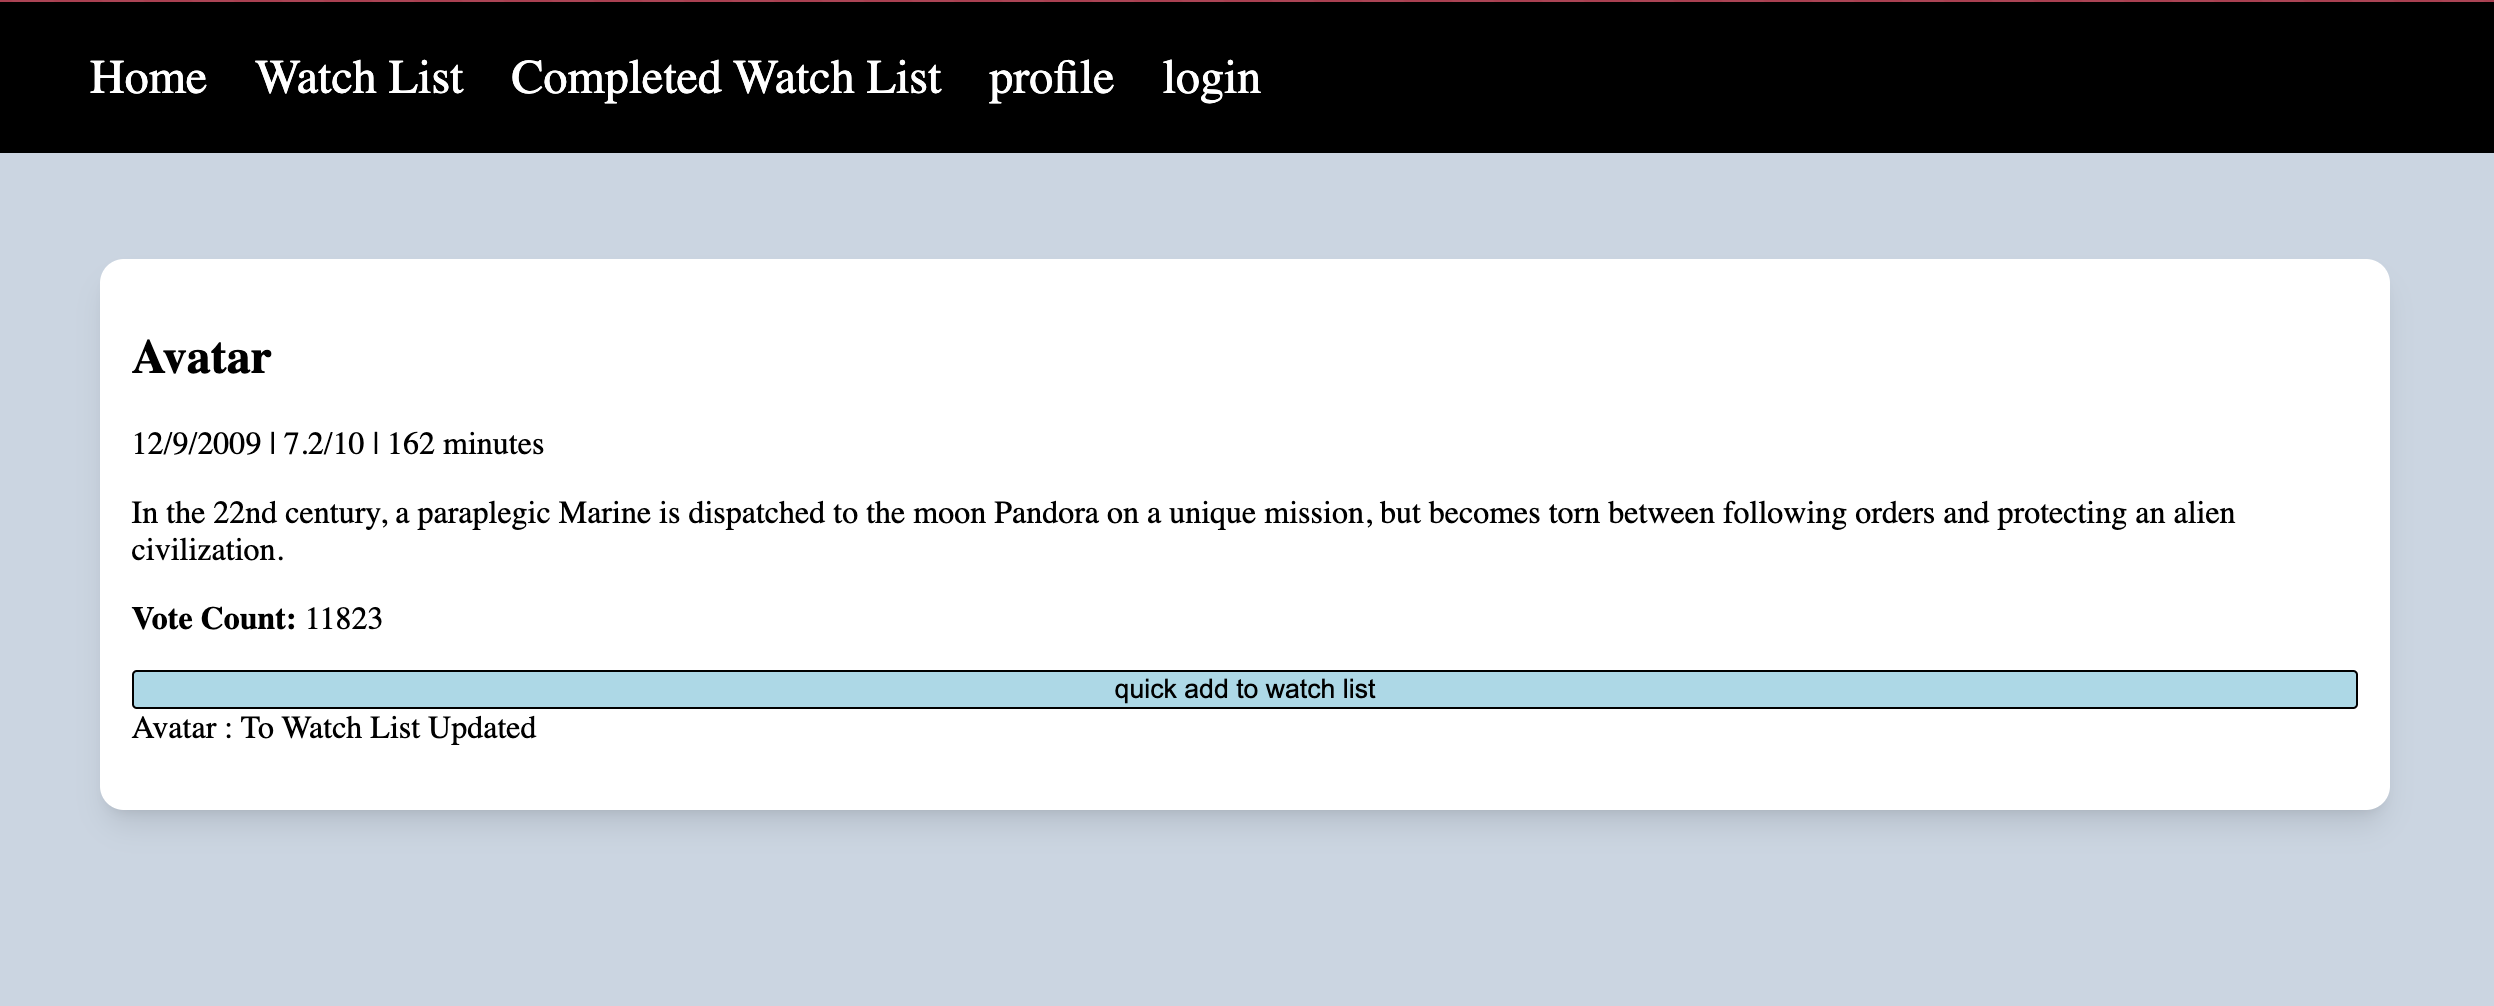 Home Watch List Completed Watch List profile login
Avatar
12/9/2009 | 7.2/10 | 162 minutes
In the 22nd century, a paraplegic Marine is dispatched to the moon Pandora on a unique mission, but becomes torn between following orders and protecting an alien
civilization.
Vote Count: 11823
quick add to watch list
Avatar : To Watch List Updated